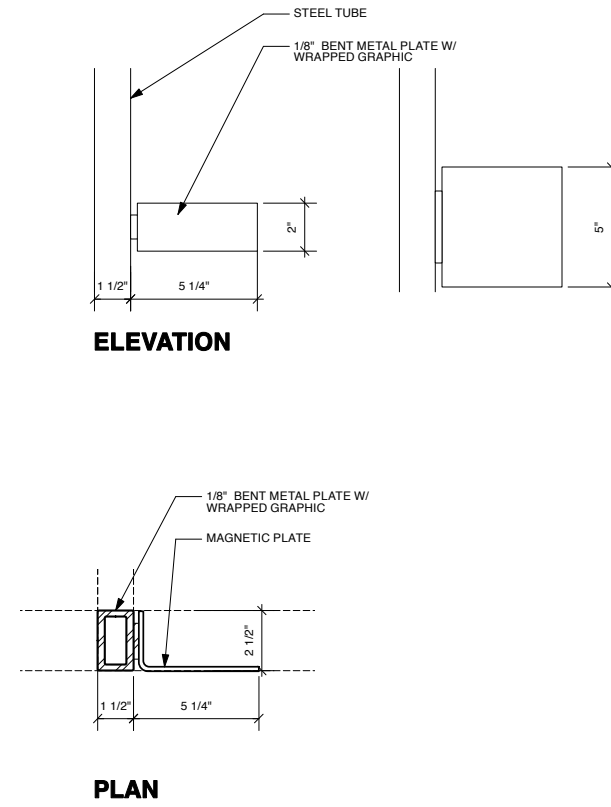 STEEL TUBE
1/8" BENT METAL PLATE W/
WRAPPED GRAPHIC
2"
5"
1 1/2"
5 1/4"
ELEVATION
1/8" BENT METAL PLATE W/
WRAPPED GRAPHIC
MAGNETIC PLATE
2 1/2"
1 1/2"
5 1/4"
PLAN